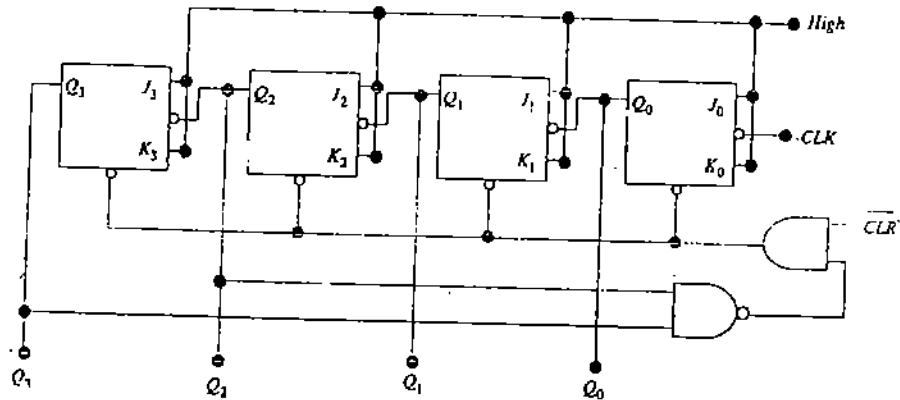 High
Q3 J3 Q2 J2 Q1 J1 Q0 J0
CLK
K3 K2 K1 K0
CLR
Q3 Q2 Q1 Q0